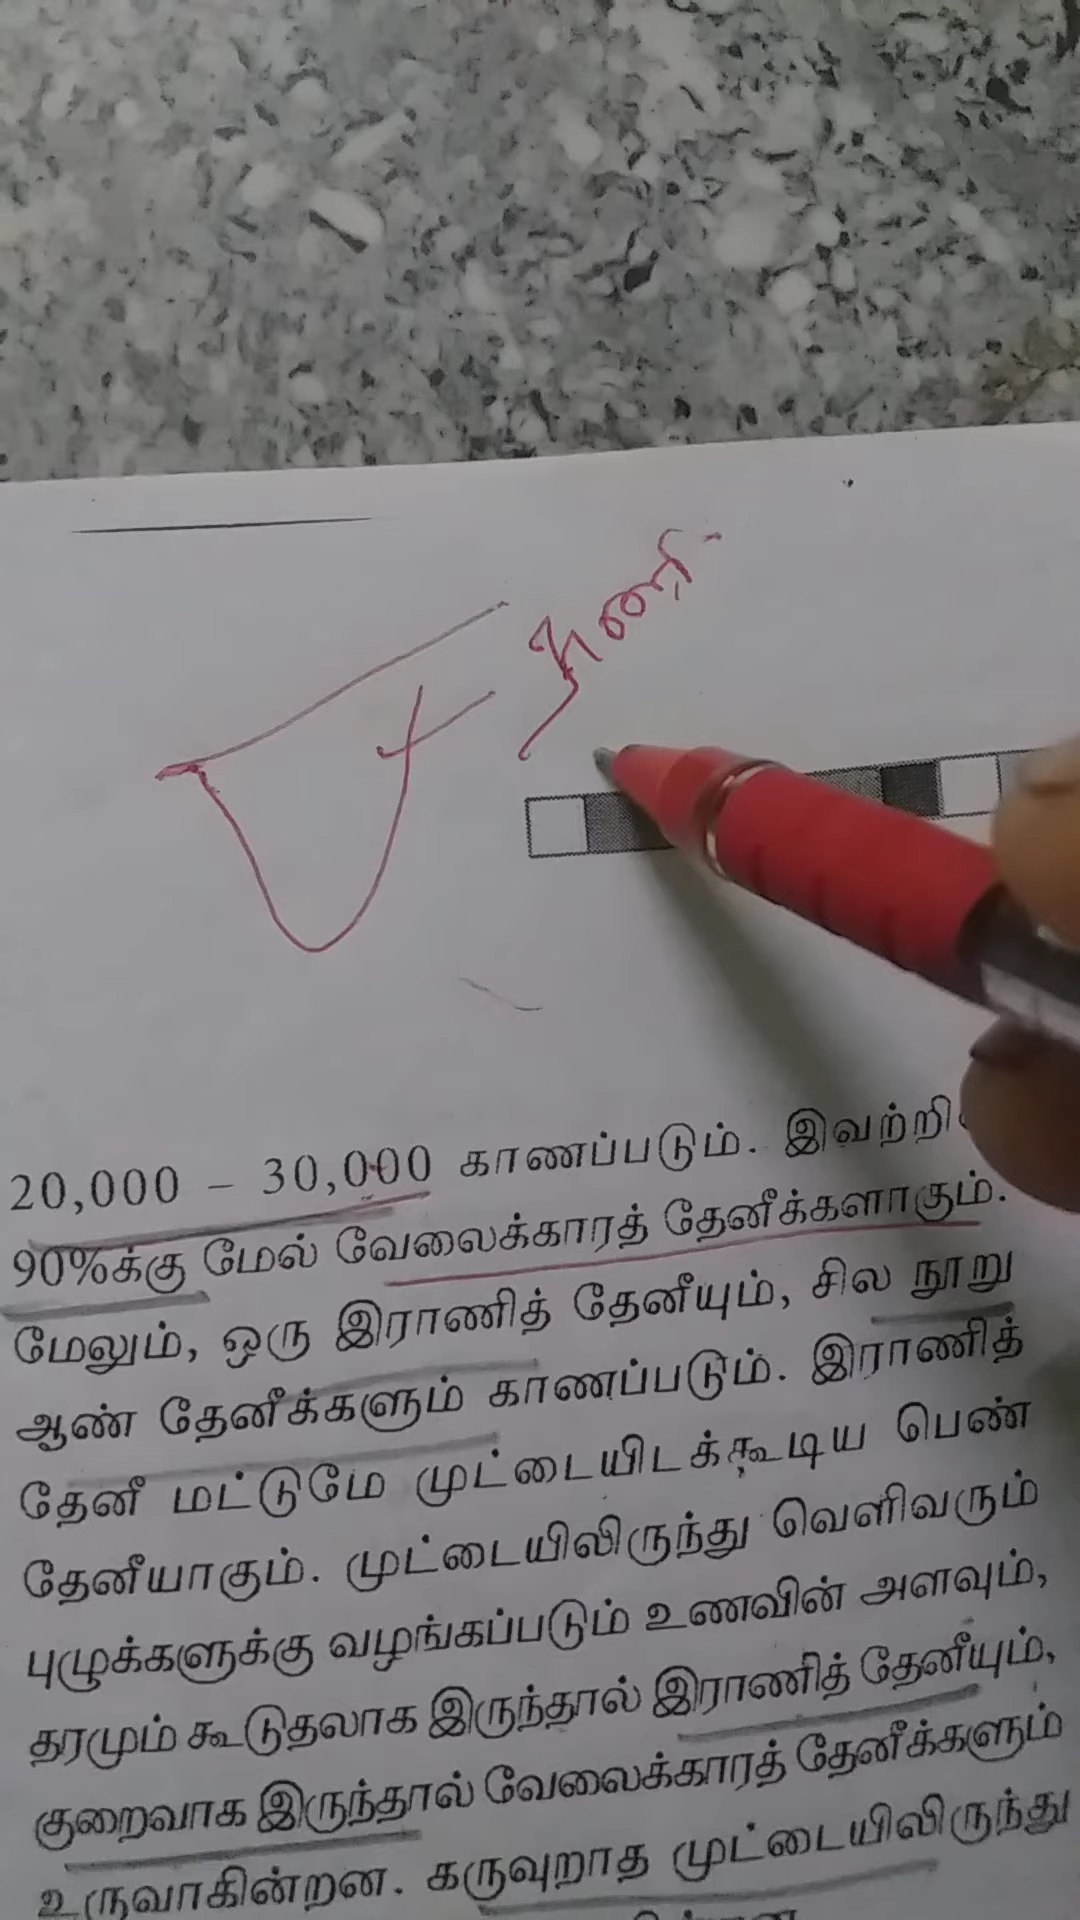 20,000 – 30,000 காணப்படும். இவற்றி
90%க்கு மேல் வேலைக்காரத் தேனீக்களாகும்.
மேலும், ஒரு இராணித் தேனீயும், சில நூறு
ஆண் தேனீக்களும் காணப்படும். இராணித்
தேனீ மட்டுமே முட்டையிடக்கூடிய பெண்
தேனீயாகும். முட்டையிலிருந்து வெளிவரும்
புழுக்களுக்கு வழங்கப்படும் உணவின் அளவும்,
தரமும் கூடுதலாக இருந்தால் இராணித் தேனீயும்,
குறைவாக இருந்தால் வேலைக்காரத் தேனீக்களும்
உருவாகின்றன. கருவுறாத முட்டையிலிருந்து